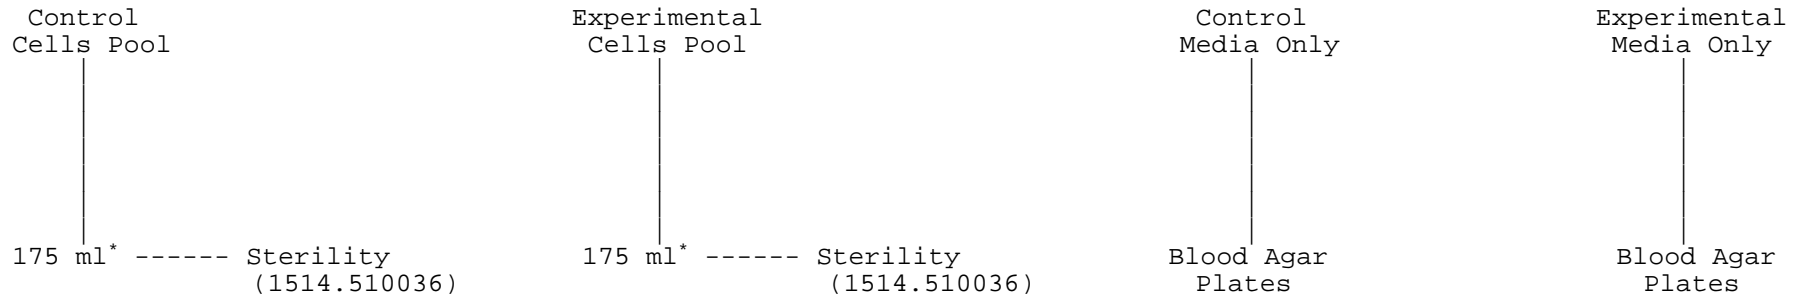 Control Experimental Control Experimental
Cells Pool Cells Pool Media Only Media Only
175 ml* ------ Sterility 175 ml* ------ Sterility Blood Agar Blood Agar
(1514.510036) (1514.510036) Plates Plates